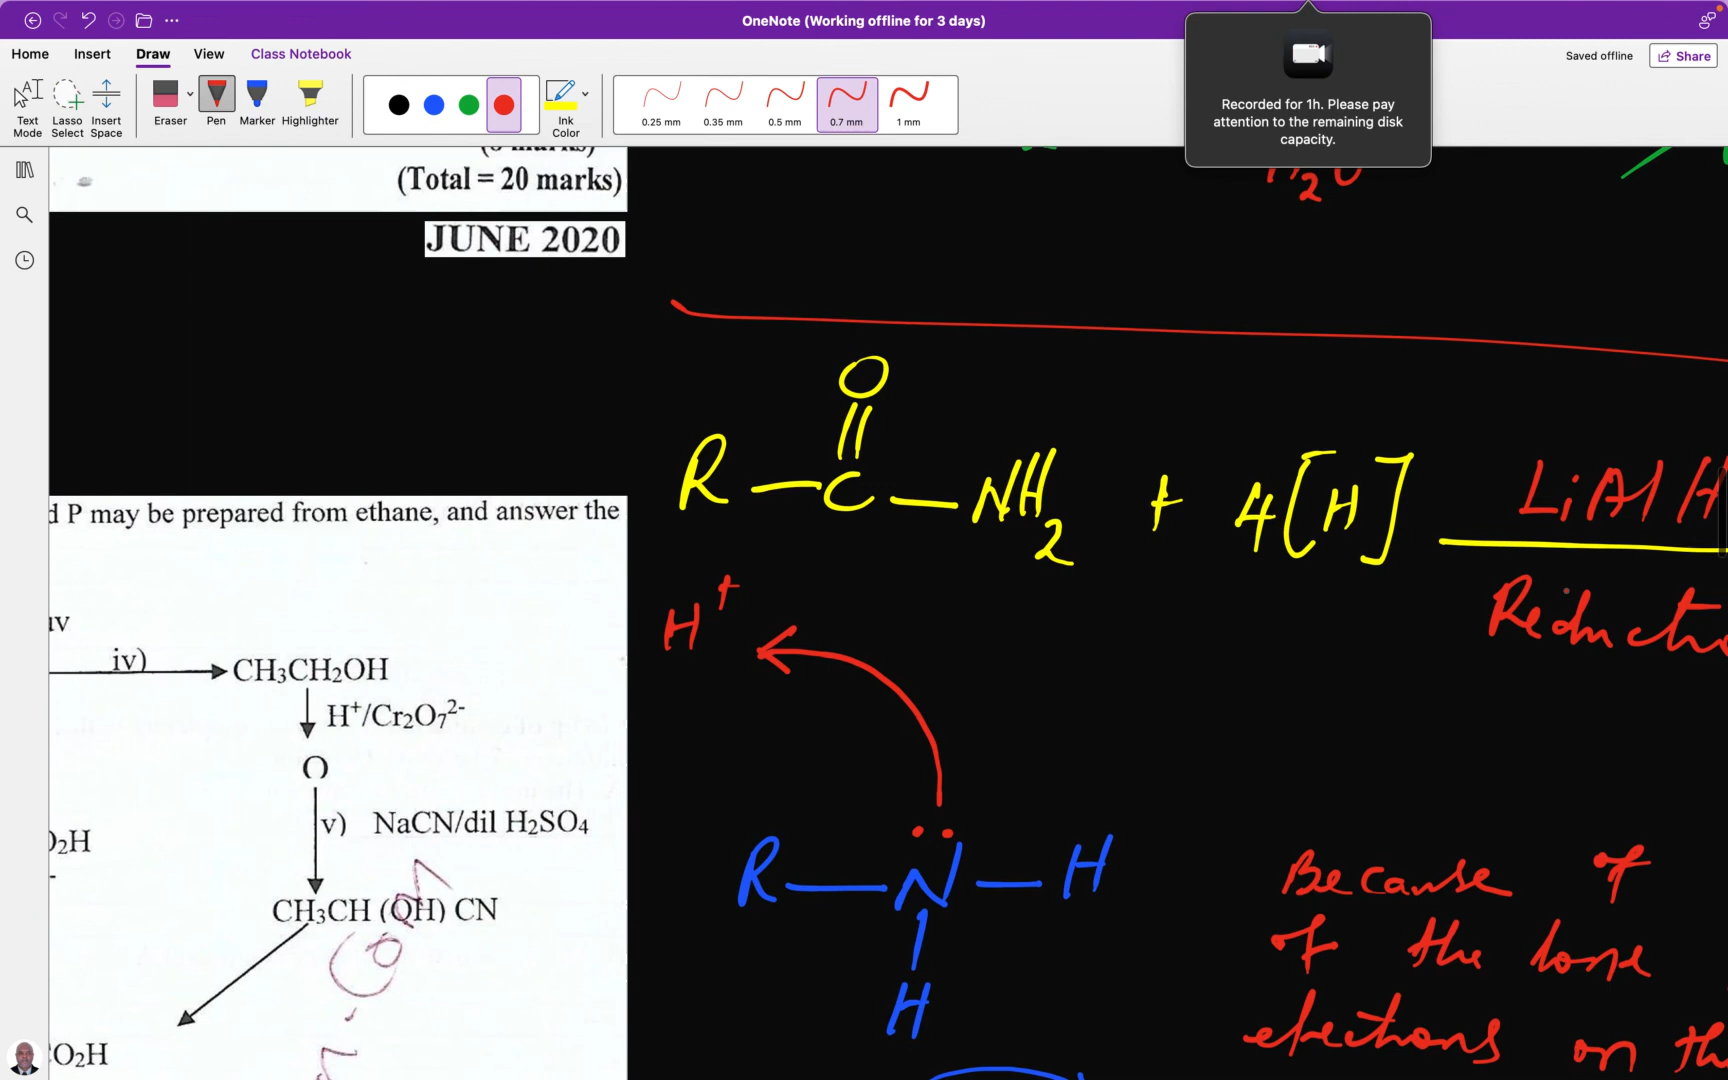 OneNote (Working offline for 3 days)
Home Insert Draw View Class Notebook
Saved offline Share
Text Mode
Lasso Select
Insert Space
Eraser
Pen
Marker
Highlighter
Ink Color
0.25 mm
0.35 mm
0.5 mm
0.7 mm
1 mm
Recorded for 1h. Please pay
attention to the remaining disk
capacity.
(Total = 20 marks)
JUNE 2020
P may be prepared from ethane, and answer the
iv)
CH₃CH₂OH
H⁺/Cr₂O₇²⁻
O
v) NaCN/dil H₂SO₄
CH₃CH (OH) CN
O
R — C — NH₂ + 4[H] LiAlH
H⁺
R — N — H
H
Because of
of the lone
on